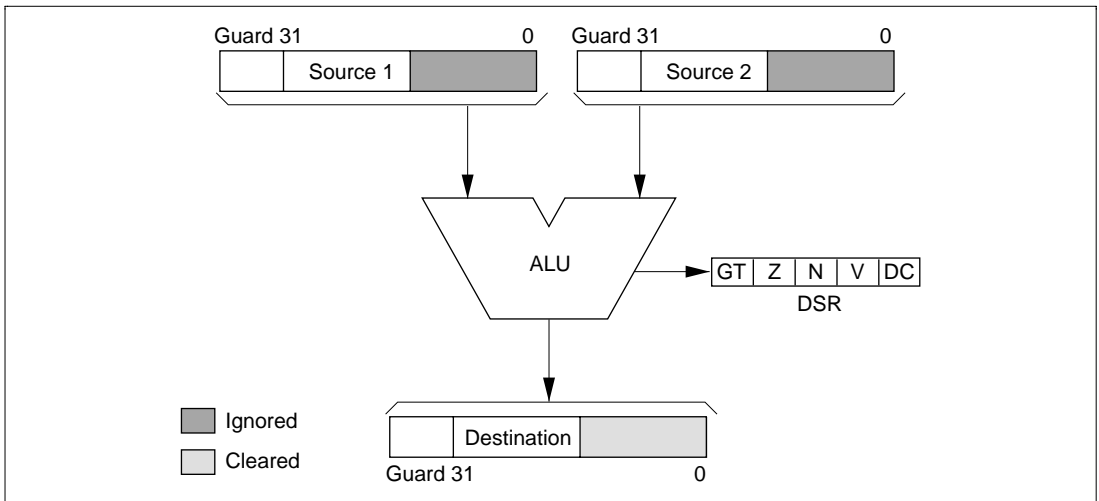 Guard 31 0 Guard 31 0
Source 1 Source 2
ALU
GT Z N V DC
DSR
Ignored
Destination
Cleared
Guard 31 0